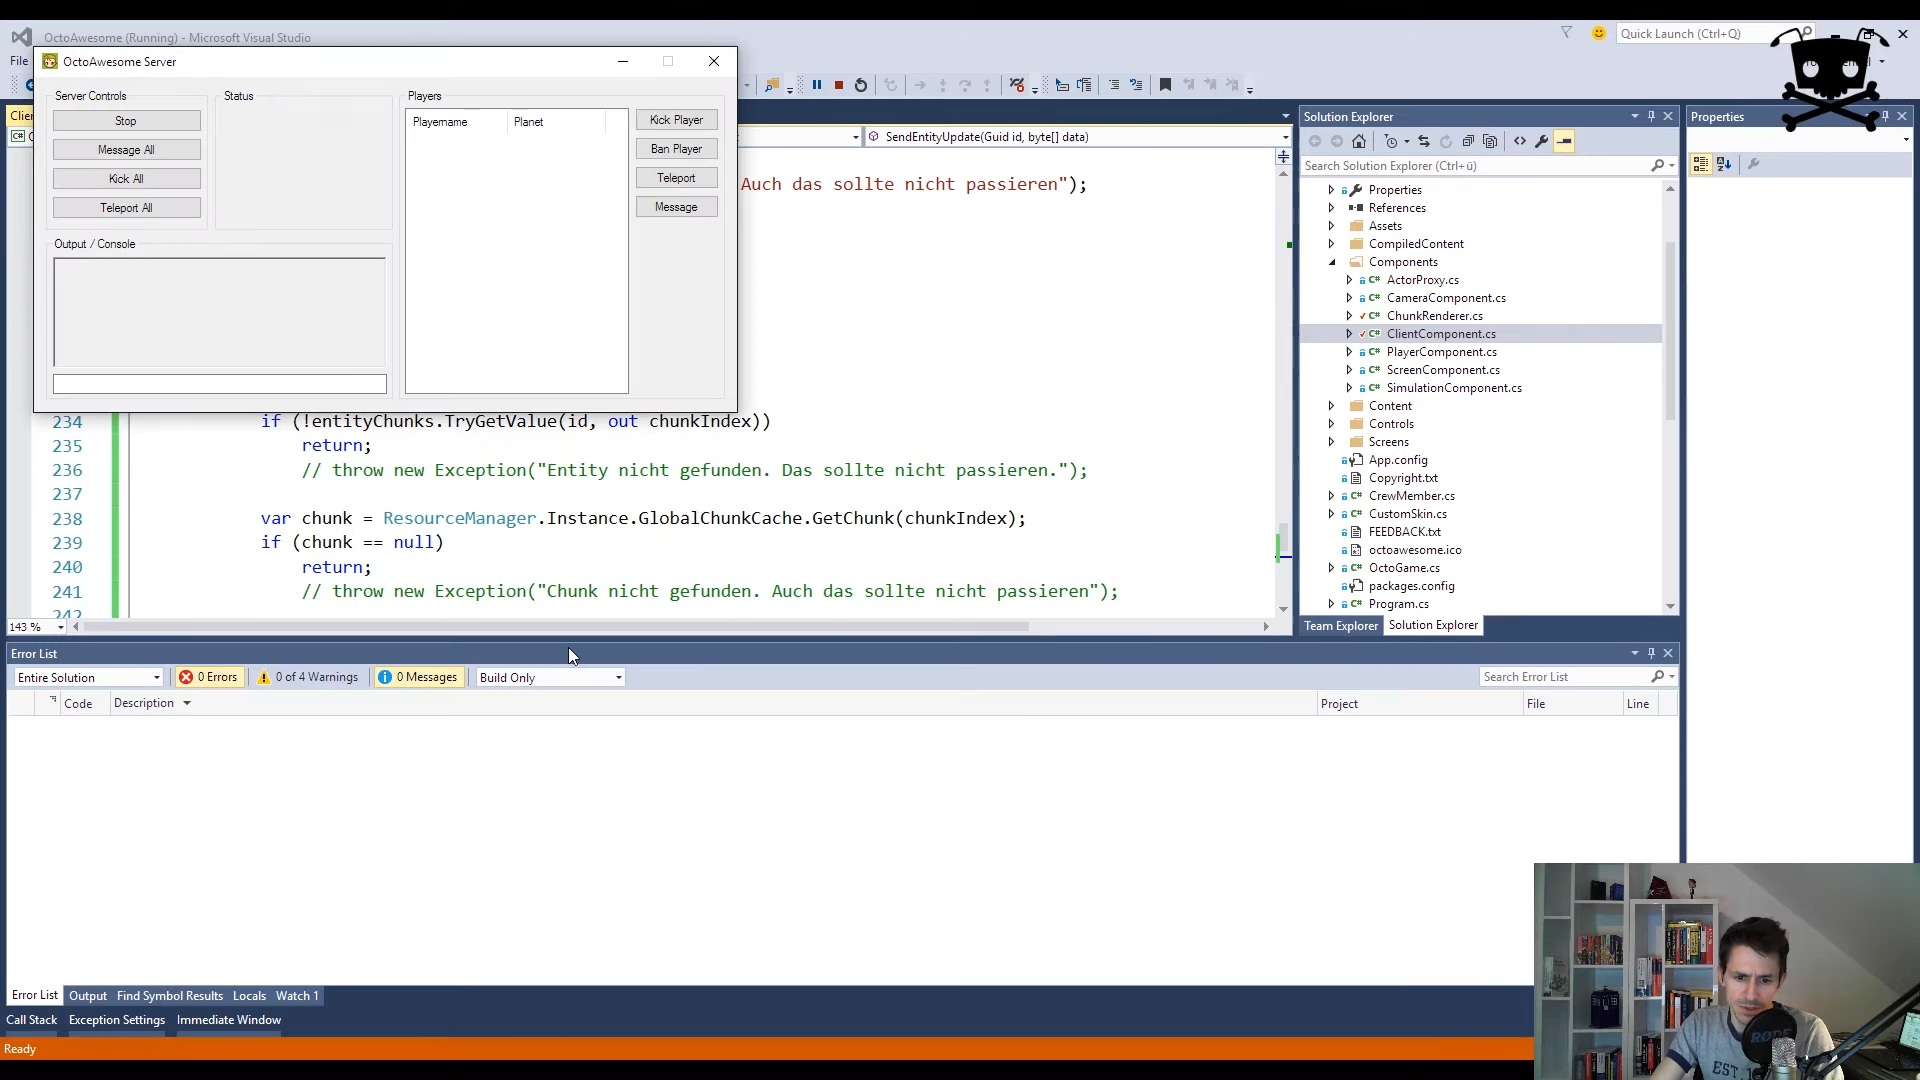 OctoAwesome (Running) - Microsoft Visual Studio
Quick Launch (Ctrl+Q)
File
OctoAwesome Server
Server Controls
Status
Players
Stop
Message All
Kick All
Teleport All
Playername
Planet
Kick Player
Ban Player
Teleport
Message
Output / Console
SendEntityUpdate(Guid id, byte[] data)
Auch das sollte nicht passieren");
234 if (!entityChunks.TryGetValue(id, out chunkIndex))
235 return;
236 // throw new Exception("Entity nicht gefunden. Das sollte nicht passieren.");
237
238 var chunk = ResourceManager.Instance.GlobalChunkCache.GetChunk(chunkIndex);
239 if (chunk == null)
240 return;
241 // throw new Exception("Chunk nicht gefunden. Auch das sollte nicht passieren");
242
143 %
Solution Explorer
Search Solution Explorer (Ctrl+ü)
Properties
References
Assets
CompiledContent
Components
ActorProxy.cs
CameraComponent.cs
ChunkRenderer.cs
ClientComponent.cs
PlayerComponent.cs
ScreenComponent.cs
SimulationComponent.cs
Content
Controls
Screens
App.config
Copyright.txt
CrewMember.cs
CustomSkin.cs
FEEDBACK.txt
octoawesome.ico
OctoGame.cs
packages.config
Program.cs
Team Explorer
Solution Explorer
Properties
Error List
Entire Solution
0 Errors
0 of 4 Warnings
0 Messages
Build Only
Search Error List
Code
Description
Project
File
Line
Error List
Output
Find Symbol Results
Locals
Watch 1
Call Stack
Exception Settings
Immediate Window
Ready
RODE
EST.